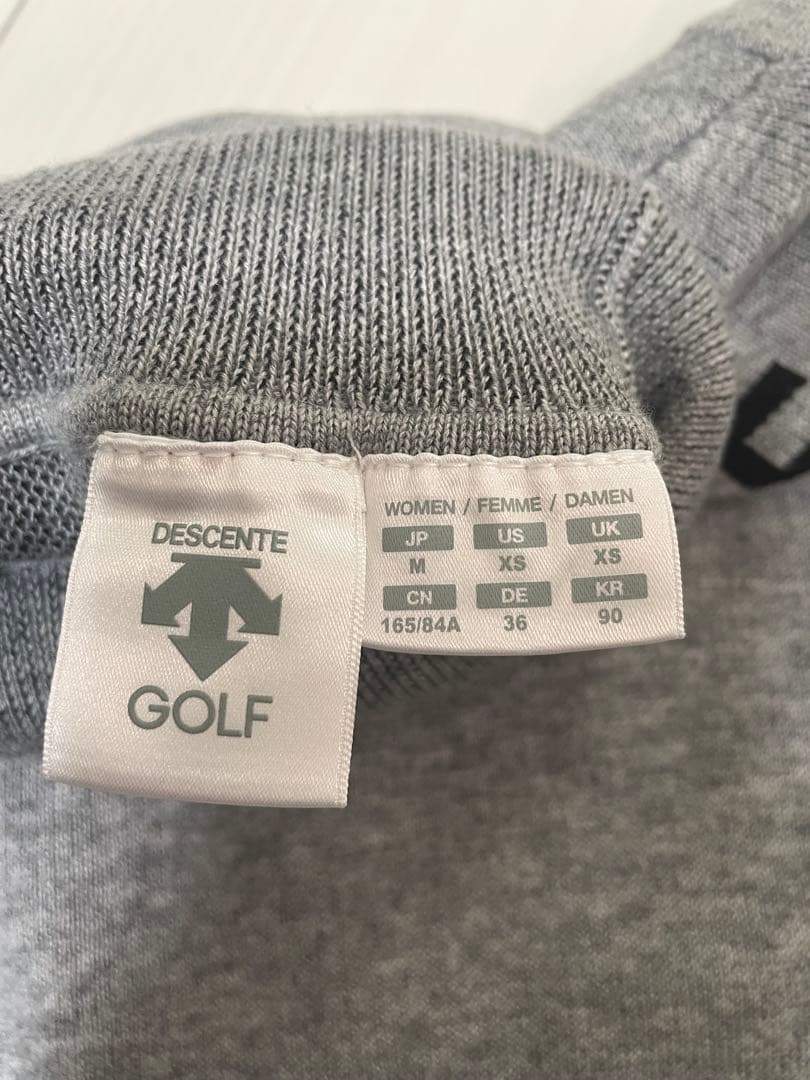 DESCENTE
GOLF
WOMEN / FEMME / DAMEN
JP US UK
M XS XS
CN DE KR
165/84A 36 90